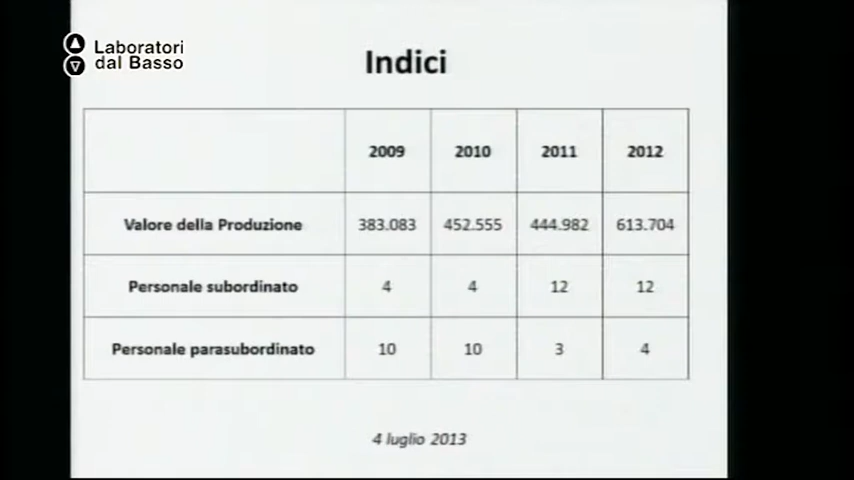 Laboratori
dal Basso
Indici
2009 2010 2011 2012
Valore della Produzione 383.083 452.555 444.982 613.704
Personale subordinato 4 4 12 12
Personale parasubordinato 10 10 3 4
4 luglio 2013